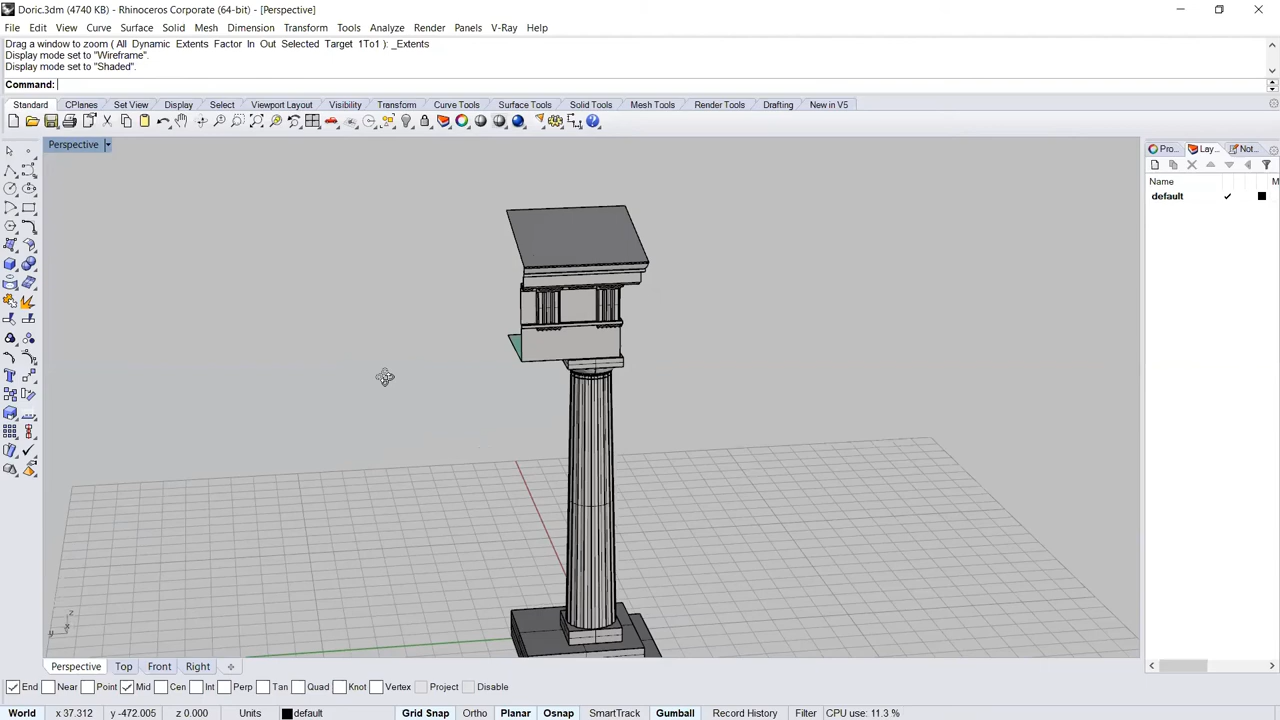 Doric.3dm (4740 KB) - Rhinoceros Corporate (64-bit) - [Perspective]
File Edit View Curve Surface Solid Mesh Dimension Transform Tools Analyze Render Panels V-Ray Help
Drag a window to zoom ( All Dynamic Extents Factor In Out Selected Target 1To1 ): _Extents
Display mode set to "Wireframe".
Display mode set to "Shaded".
Command:
Standard CPlanes Set View Display Select Viewport Layout Visibility Transform Curve Tools Surface Tools Solid Tools Mesh Tools Render Tools Drafting New in V5
Perspective
Pro... Lay... Not...
Name M
default
z
y x
Perspective Top Front Right
End Near Point Mid Cen Int Perp Tan Quad Knot Vertex Project Disable
World x 37.312 y -472.005 z 0.000 Units default Grid Snap Ortho Planar Osnap SmartTrack Gumball Record History Filter CPU use: 11.3 %